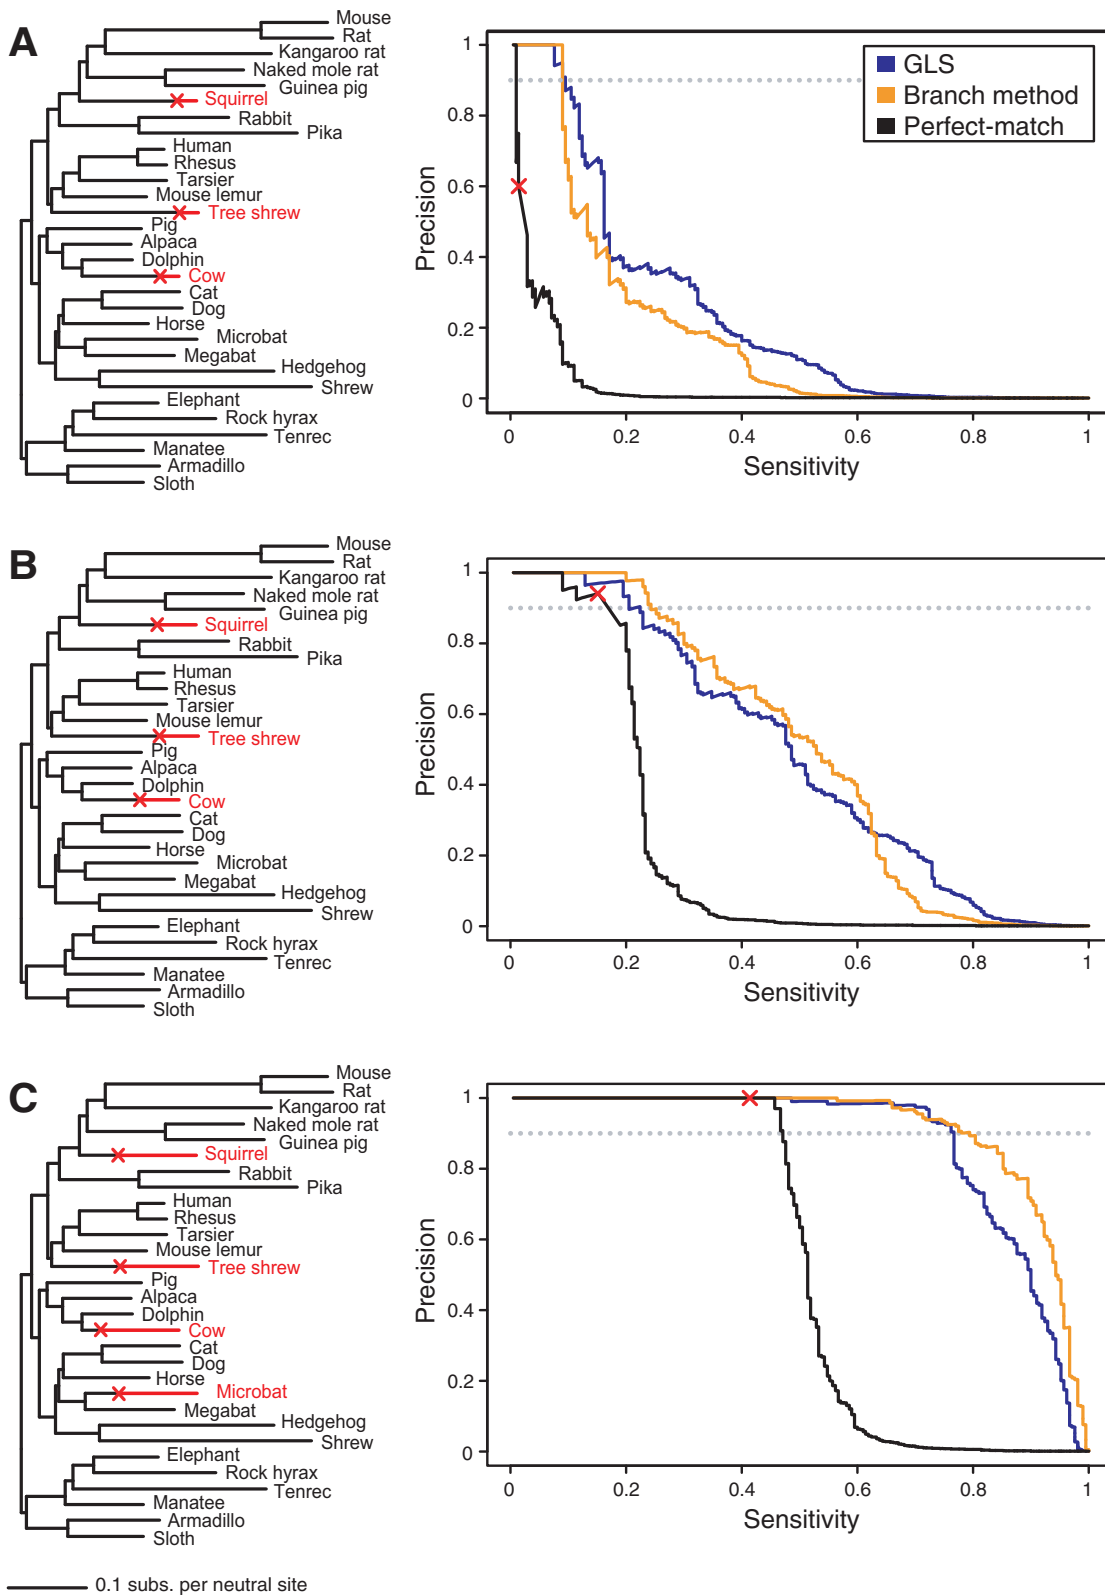 A
Mouse
Rat
Kangaroo rat
Naked mole rat
Guinea pig
Squirrel
Rabbit
Pika
Human
Rhesus
Tarsier
Mouse lemur
Tree shrew
Pig
Alpaca
Dolphin
Cow
Cat
Dog
Horse
Microbat
Megabat
Hedgehog
Shrew
Elephant
Rock hyrax
Tenrec
Manatee
Armadillo
Sloth
Precision
1
0.8
0.6
0.4
0.2
0
GLS
Branch method
Perfect-match
0 0.2 0.4 0.6 0.8 1
Sensitivity
B
Mouse
Rat
Kangaroo rat
Naked mole rat
Guinea pig
Squirrel
Rabbit
Pika
Human
Rhesus
Tarsier
Mouse lemur
Tree shrew
Pig
Alpaca
Dolphin
Cow
Cat
Dog
Horse
Microbat
Megabat
Hedgehog
Shrew
Elephant
Rock hyrax
Tenrec
Manatee
Armadillo
Sloth
Precision
1
0.8
0.6
0.4
0.2
0
0 0.2 0.4 0.6 0.8 1
Sensitivity
C
Mouse
Rat
Kangaroo rat
Naked mole rat
Guinea pig
Squirrel
Rabbit
Pika
Human
Rhesus
Tarsier
Mouse lemur
Tree shrew
Pig
Alpaca
Dolphin
Cow
Cat
Dog
Horse
Microbat
Megabat
Hedgehog
Shrew
Elephant
Rock hyrax
Tenrec
Manatee
Armadillo
Sloth
Precision
1
0.8
0.6
0.4
0.2
0
0 0.2 0.4 0.6 0.8 1
Sensitivity
0.1 subs. per neutral site